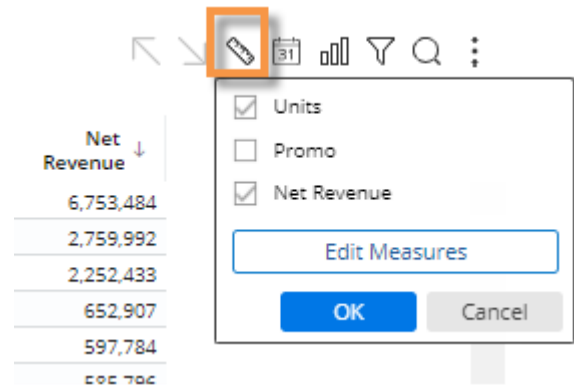 31
Units
Promo
Net Revenue
Edit Measures
OK Cancel
Net
Revenue ↓
6,753,484
2,759,992
2,252,433
652,907
597,784